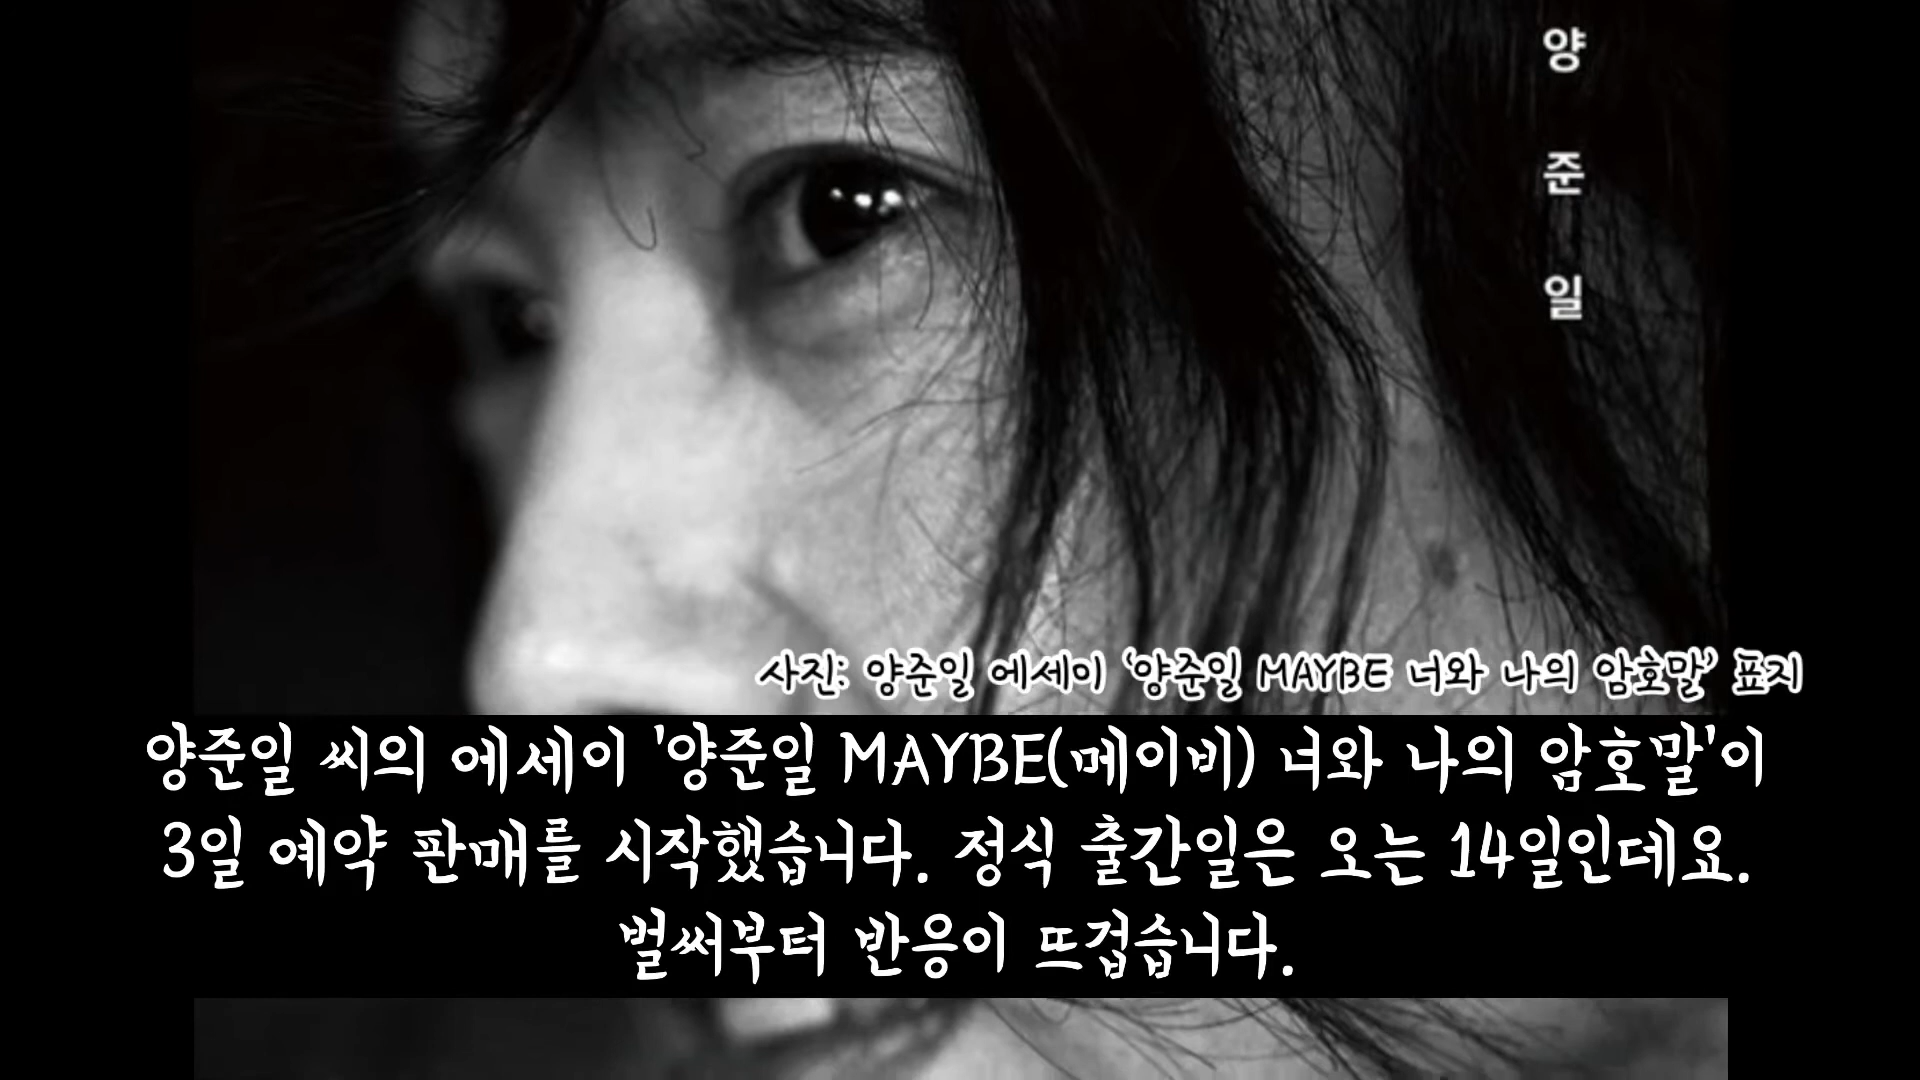 양
준
일
사진: 양준일 에세이 '양준일 MAYBE 너와 나의 암호말' 표지
양준일 씨의 에세이 '양준일 MAYBE(메이비) 너와 나의 암호말'이
3일 예약 판매를 시작했습니다. 정식 출간일은 오는 14일인데요.
벌써부터 반응이 뜨겁습니다.